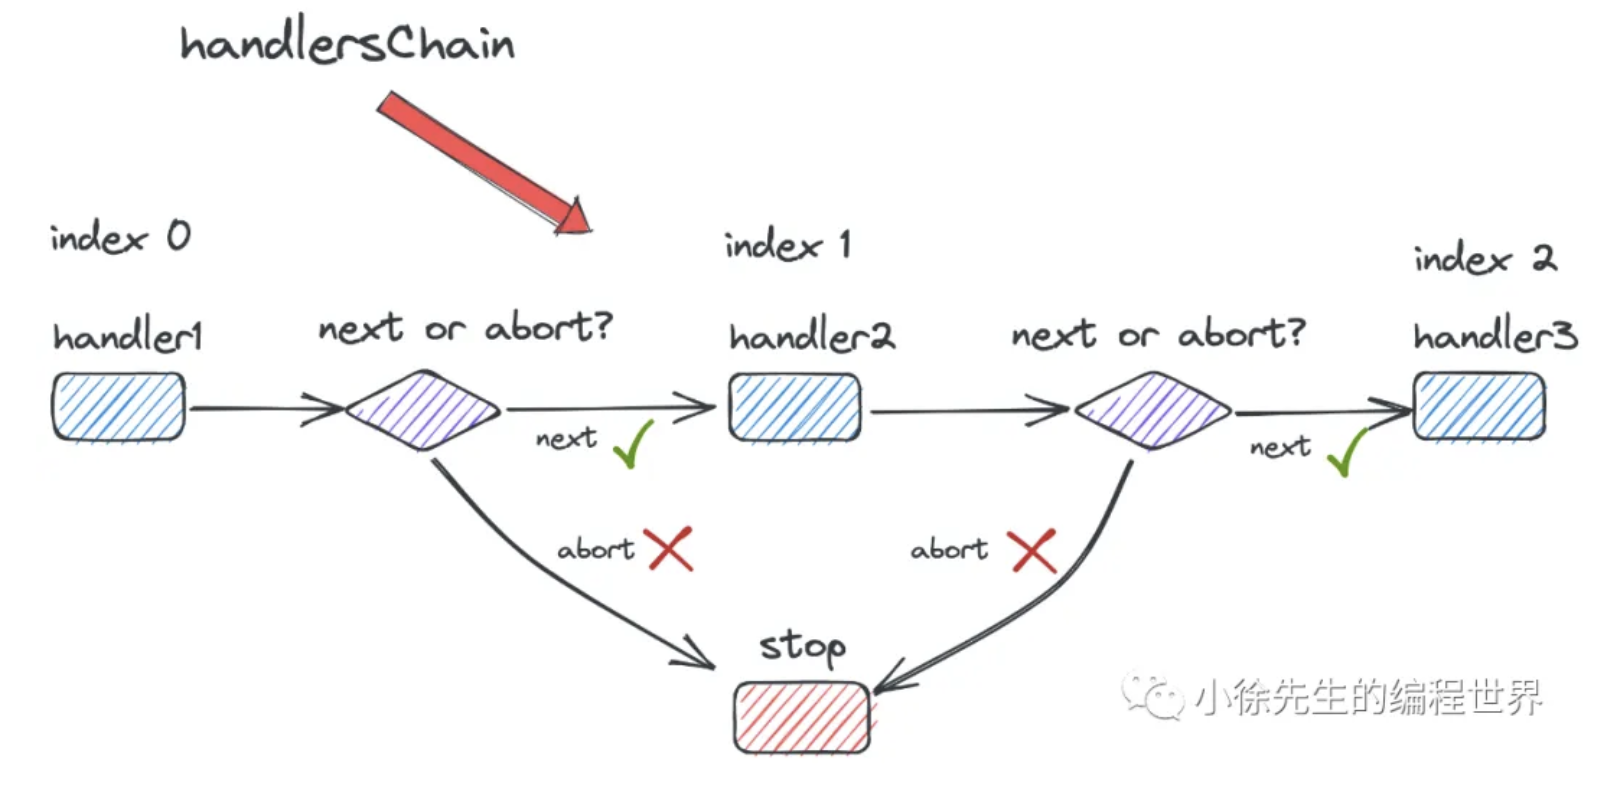 handlersChain
index 0
index 1
index 2
handler1
next or abort?
handler2
next or abort?
handler3
next
next
abort
abort
stop
小徐先生的编程世界